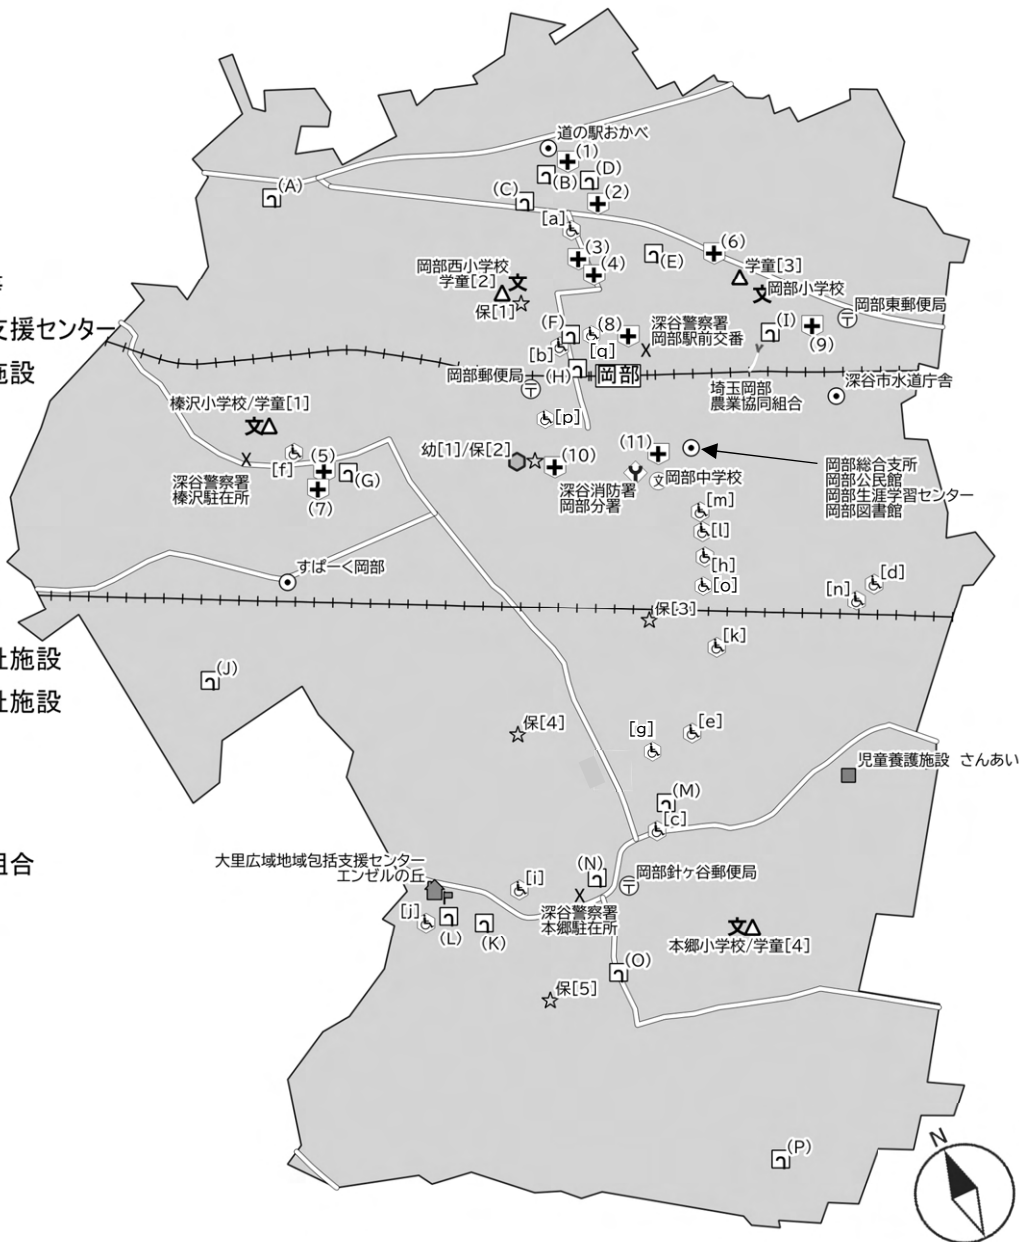 道の駅おかべ
(1)
(A)
(B)
(D)
(C)
(2)
[a]
(3)
(4)
(E)
(6)
学童[3]
岡部小学校
岡部西小学校
学童[2]
保[1]
岡部東郵便局
(F)
(8)
深谷警察署
岡部駅前交番
(I)
(9)
[b]
[q]
支援センター
施設
岡部郵便局
(H)
岡部
埼玉岡部
農業協同組合
深谷市水道庁舎
榛沢小学校/学童[1]
[p]
[f]
(5)
(G)
(7)
深谷警察署
榛沢駐在所
幼[1]/保[2]
(10)
(11)
深谷消防署
岡部分署
岡部中学校
岡部総合支所
岡部公民館
岡部生涯学習センター
岡部図書館
[m]
[l]
[h]
[o]
[d]
[n]
すぱーく岡部
保[3]
[k]
祉施設
祉施設
(J)
保[4]
[g]
[e]
児童養護施設 さんあい
(M)
[c]
組合
大里広域地域包括支援センター
エンゼルの丘
[i]
(N)
岡部針ヶ谷郵便局
[j]
(L)
(K)
深谷警察署
本郷駐在所
本郷小学校/学童[4]
(O)
保[5]
(P)
N